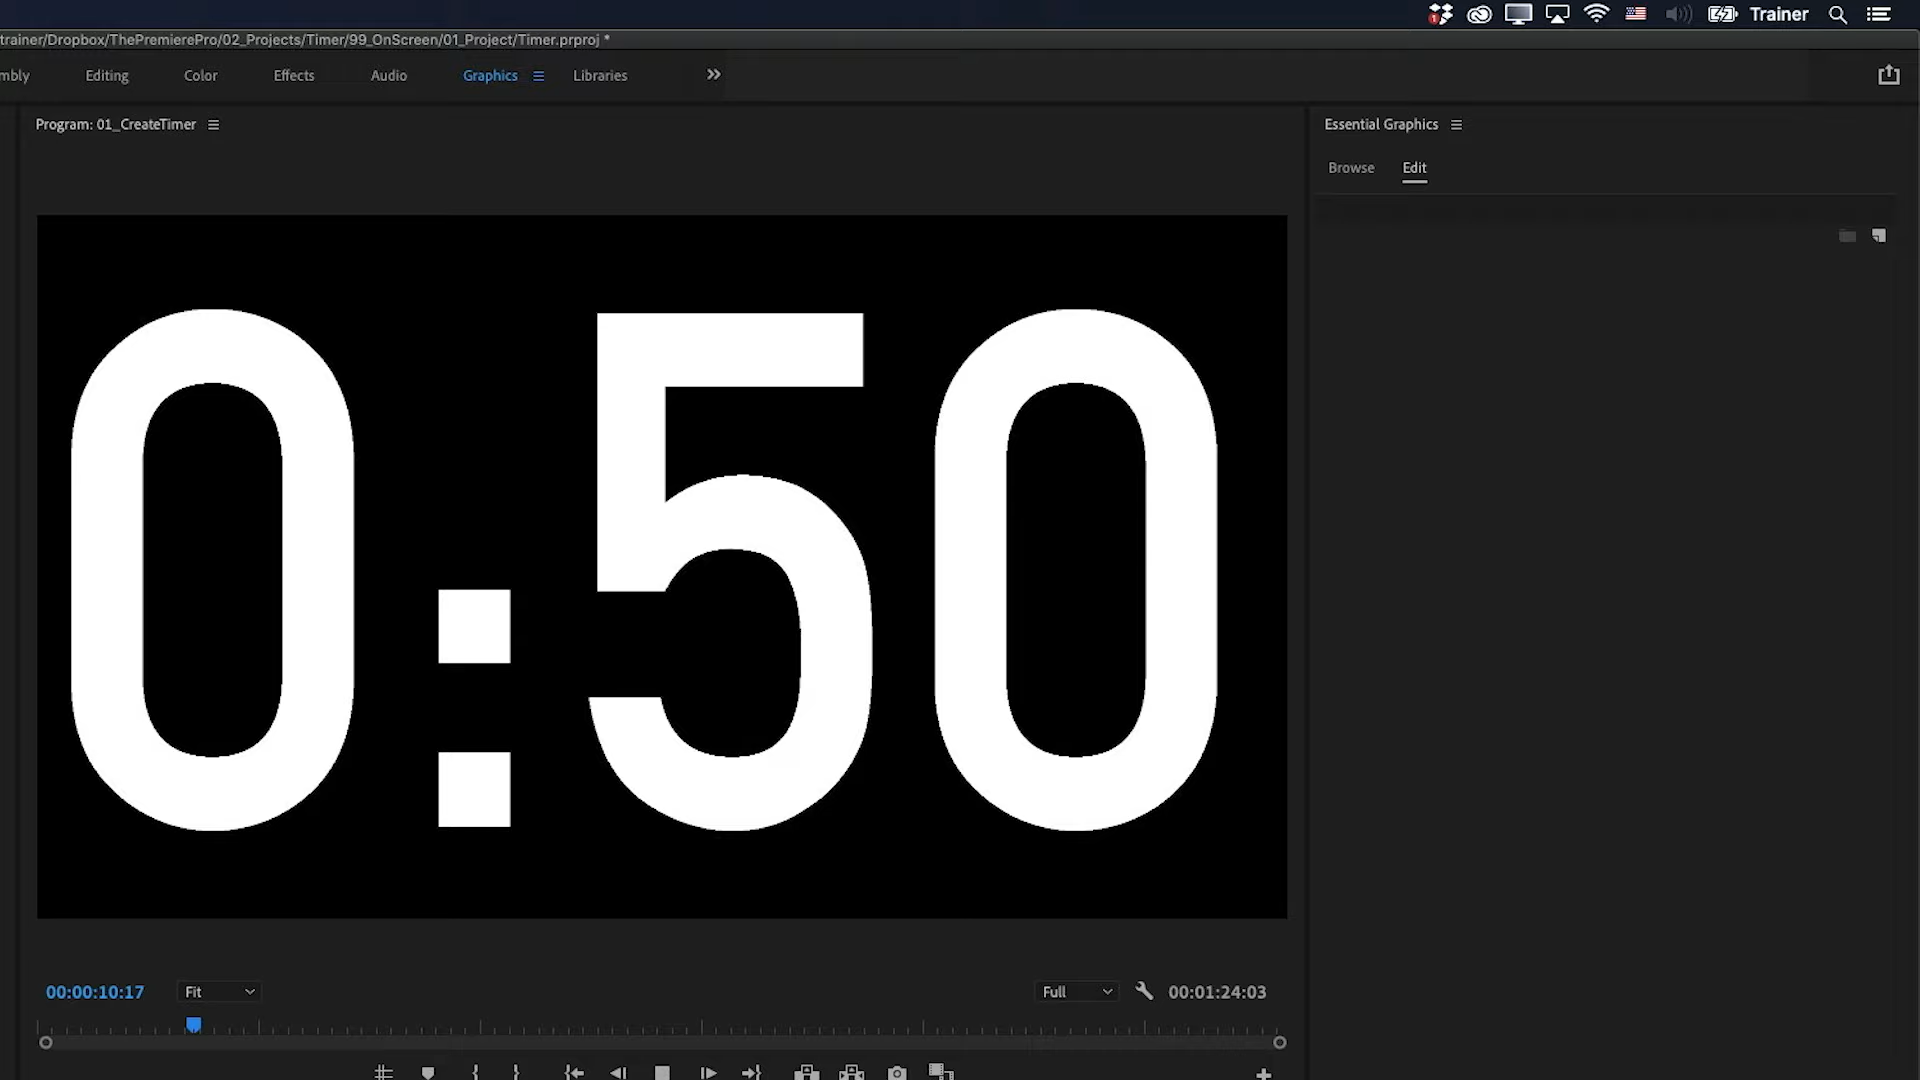 Trainer
trainer/Dropbox/ThePremierePro/02_Projects/Timer/99_OnScreen/01_Project/Timer.prproj *
mbly Editing Color Effects Audio Graphics Libraries
Program: 01_CreateTimer
Essential Graphics
Browse Edit
0:50
00:00:10:17 Fit Full 00:01:24:03